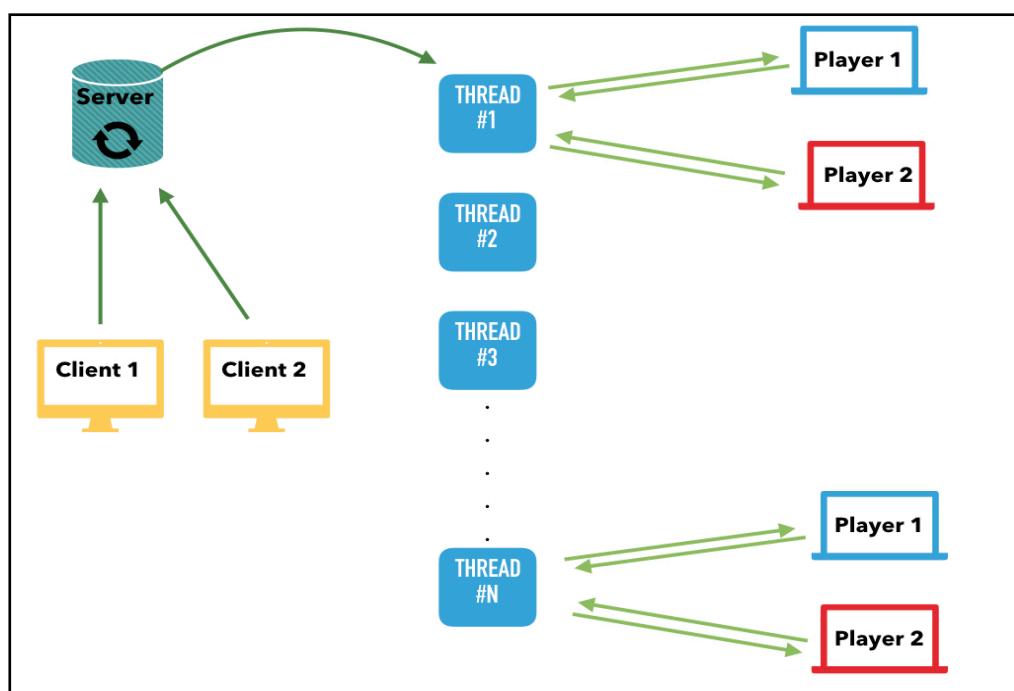 Server
THREAD
#1
Player 1
Player 2
THREAD
#2
THREAD
#3
Client 1
Client 2
THREAD
#N
Player 1
Player 2